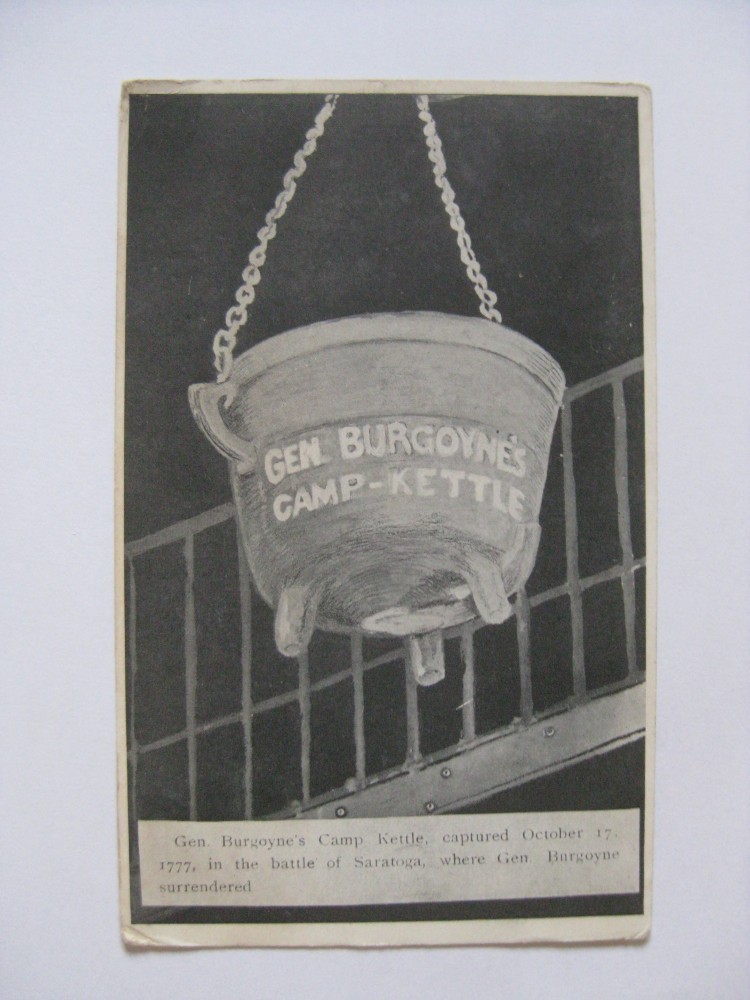 GEN. BURGOYNE'S
CAMP-KETTLE
Gen. Burgoyne's Camp Kettle, captured October 17,
1777, in the battle of Saratoga, where Gen. Burgoyne
surrendered